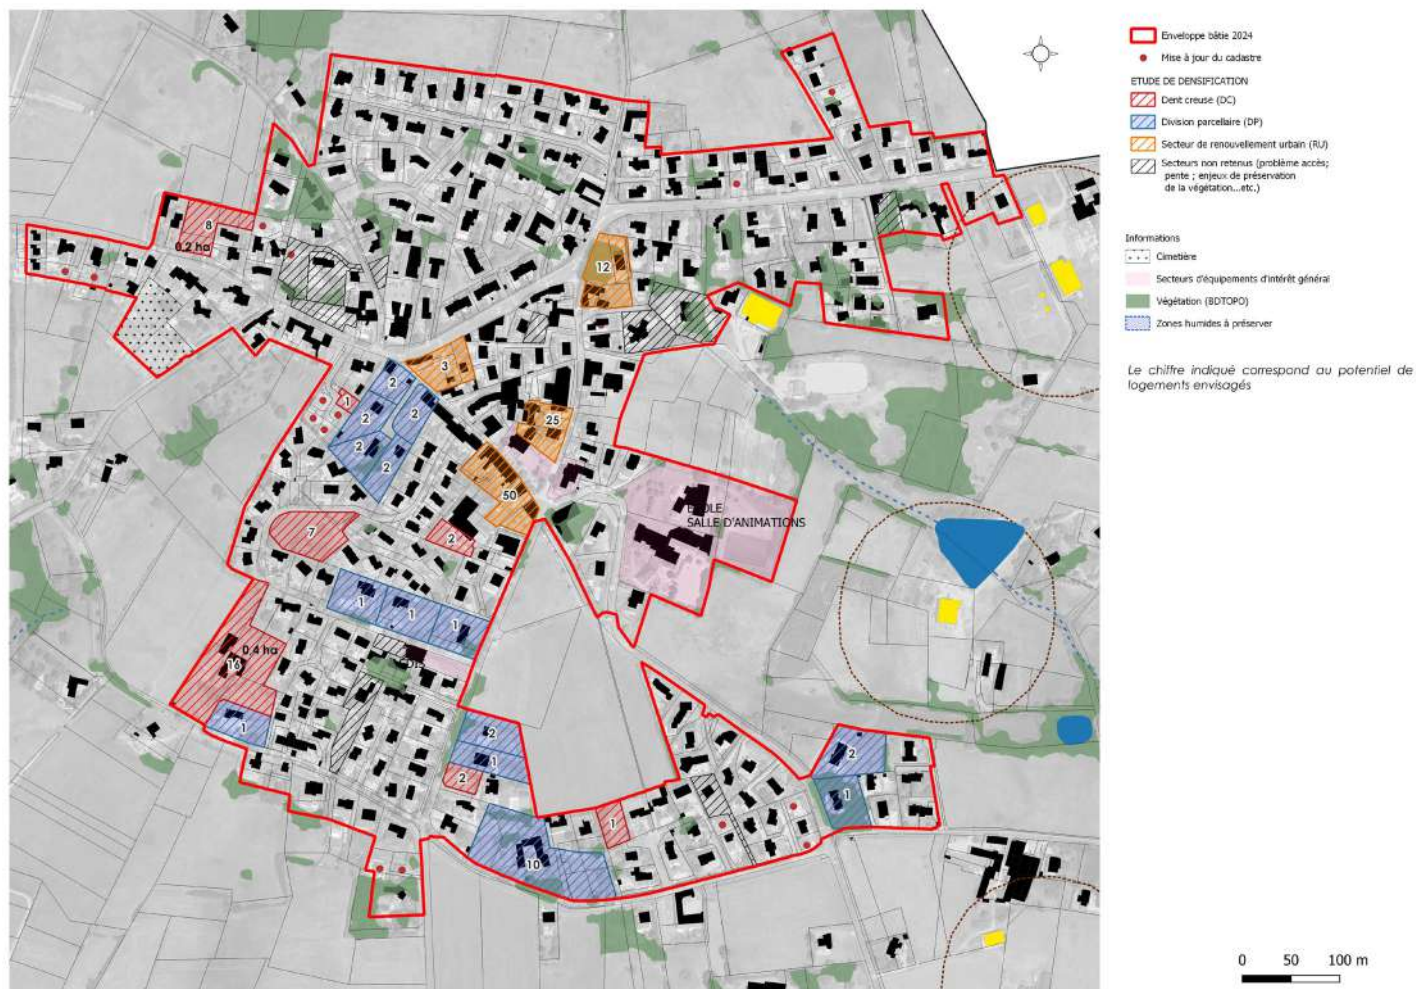 Enveloppe bâtie 2024
Mise à jour du cadastre
ETUDE DE DENSIFICATION
Dent creuse (DC)
Division parcellaire (DP)
Secteur de renouvellement urbain (RU)
Secteurs non retenus (problème accès;
pente ; enjeux de préservation
de la végétation...etc.)
Informations
Cimetière
Secteurs d'équipements d'intérêt général
Végétation (BDTOPO)
Zones humides à préserver
Le chiffre indiqué correspond au potentiel de
logements envisagés
8
0.2 ha
12
3
2
1
2
2
25
2
2
50
ECOLE
SALLE D'ANIMATIONS
7
2
1
1
1
0.4 ha
16
1
2
1
2
2
1
1
10
0 50 100 m